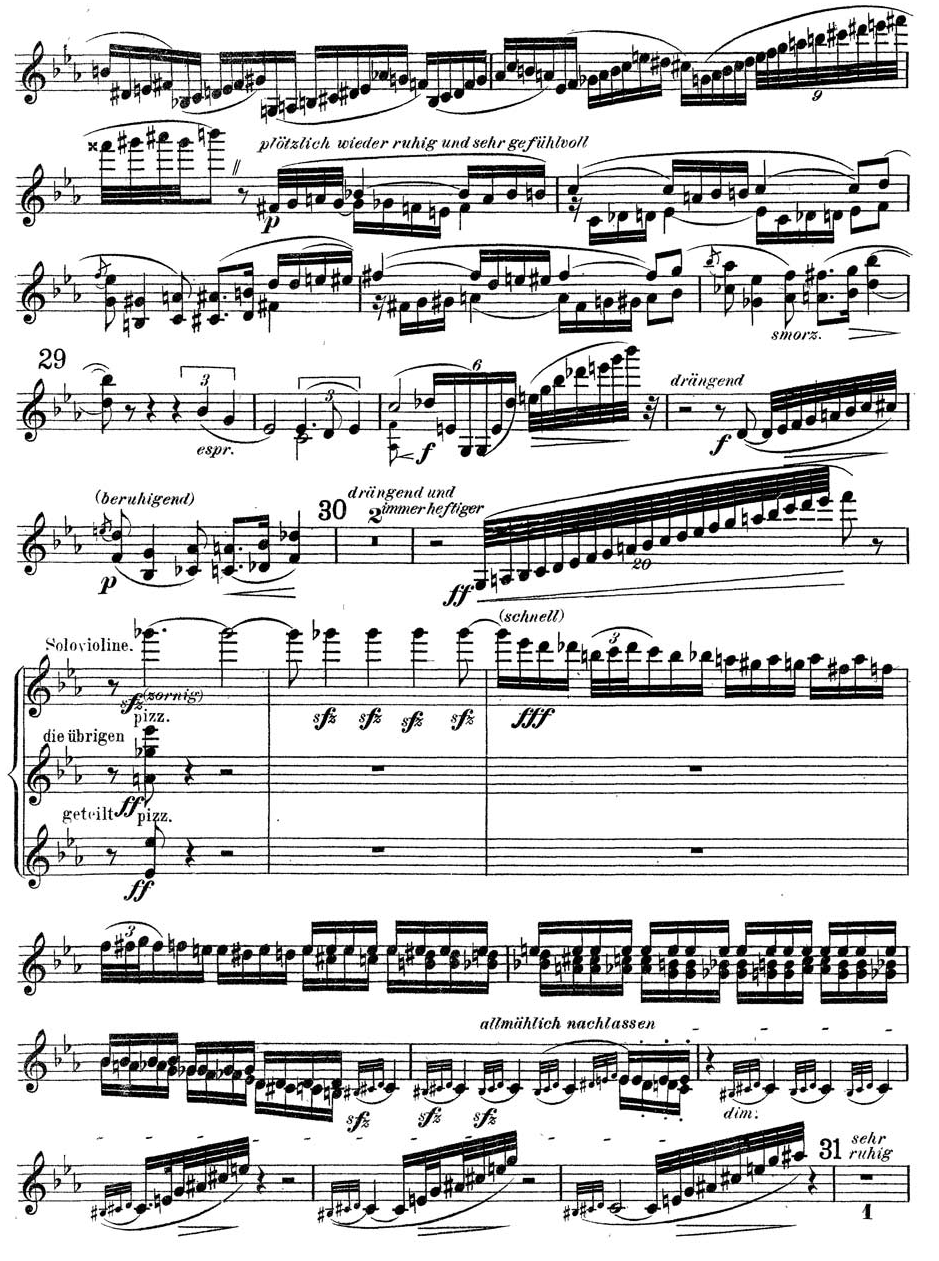 9
plötzlich wieder ruhig und sehr gefühlvoll
p
smorz.
29
3
espr.
3
f
6
drängend
f
(beruhigend)
p
30
2
drängend und
immer heftiger
ff
20
Solovioline.
sfz (zornig)
sfz sfz sfz sfz
(schnell)
3
fff
die übrigen
pizz.
ff
geteilt
pizz.
ff
3
allmählich nachlassen
sfz sfz sfz
dim.
31
sehr
ruhig
1